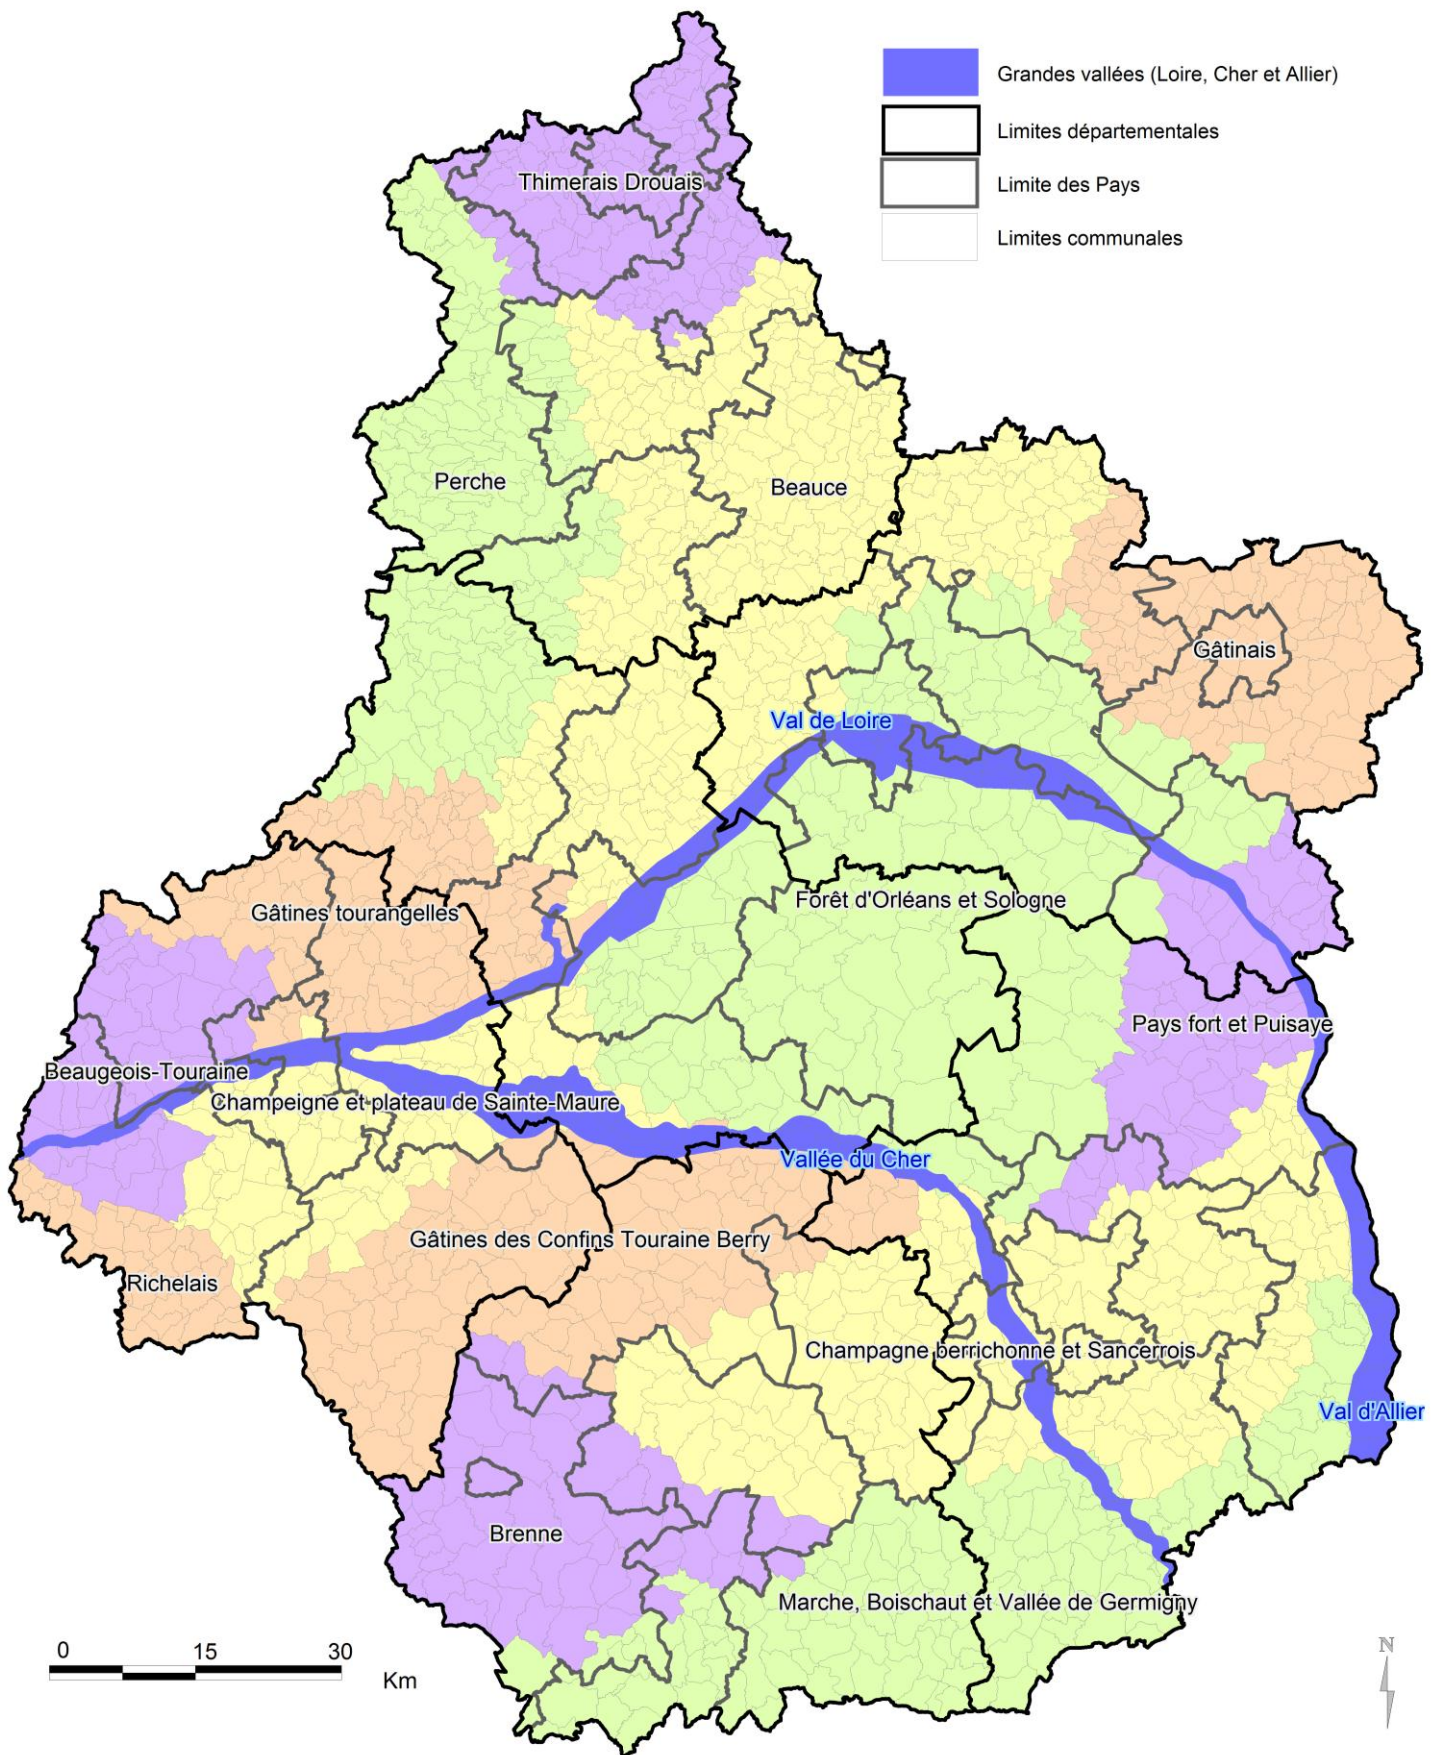 Grandes vallées (Loire, Cher et Allier)
Limites départementales
Limite des Pays
Limites communales
Thimerais Drouais
Perche
Beauce
Gâtinais
Val de Loire
Forêt d'Orléans et Sologne
Gâtines tourangelles
Pays fort et Puisaye
Beaugeois-Touraine
Champeigne et plateau de Sainte-Maure
Vallée du Cher
Gâtines des Confins Touraine Berry
Richelais
Champagne berrichonne et Sancerrois
Val d'Allier
Brenne
Marche, Boischaut et Vallée de Germigny
0 15 30
Km
N